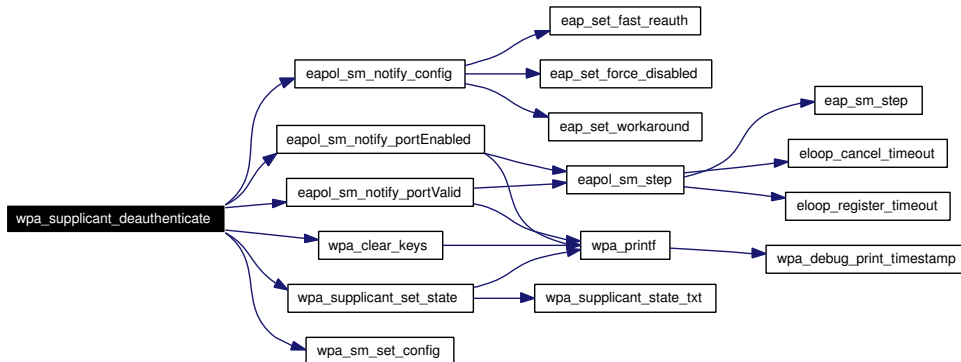 wpa_supplicant_deauthenticate
eapol_sm_notify_config
eapol_sm_notify_portEnabled
eapol_sm_notify_portValid
wpa_clear_keys
wpa_supplicant_set_state
wpa_sm_set_config
eap_set_fast_reauth
eap_set_force_disabled
eap_set_workaround
eapol_sm_step
wpa_printf
wpa_supplicant_state_txt
eap_sm_step
eloop_cancel_timeout
eloop_register_timeout
wpa_debug_print_timestamp